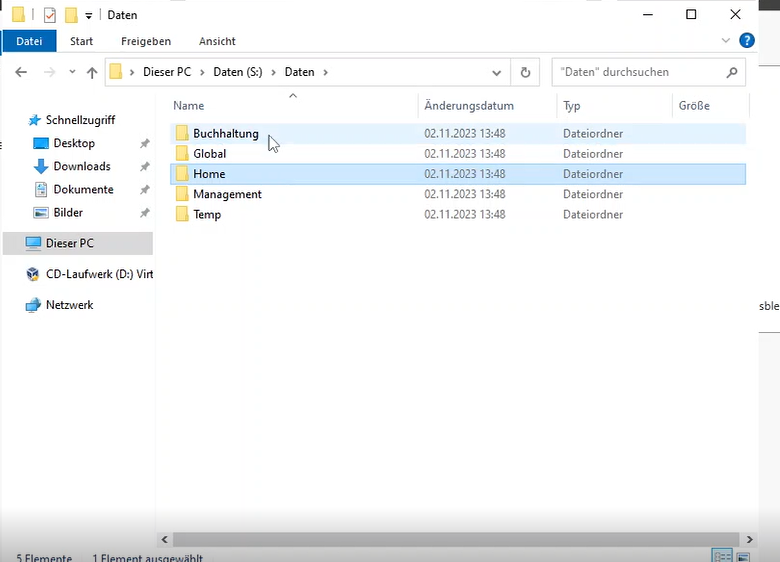 Daten
Datei Start Freigeben Ansicht
Dieser PC Daten (S:) Daten "Daten" durchsuchen
Name Änderungsdatum Typ Größe
Schnellzugriff
Desktop
Downloads
Dokumente
Bilder
Dieser PC
CD-Laufwerk (D:) Virt
Netzwerk
Buchhaltung 02.11.2023 13:48 Dateiordner
Global 02.11.2023 13:48 Dateiordner
Home 02.11.2023 13:48 Dateiordner
Management 02.11.2023 13:48 Dateiordner
Temp 02.11.2023 13:48 Dateiordner
sble
5 Elemente 1 Element ausgewählt